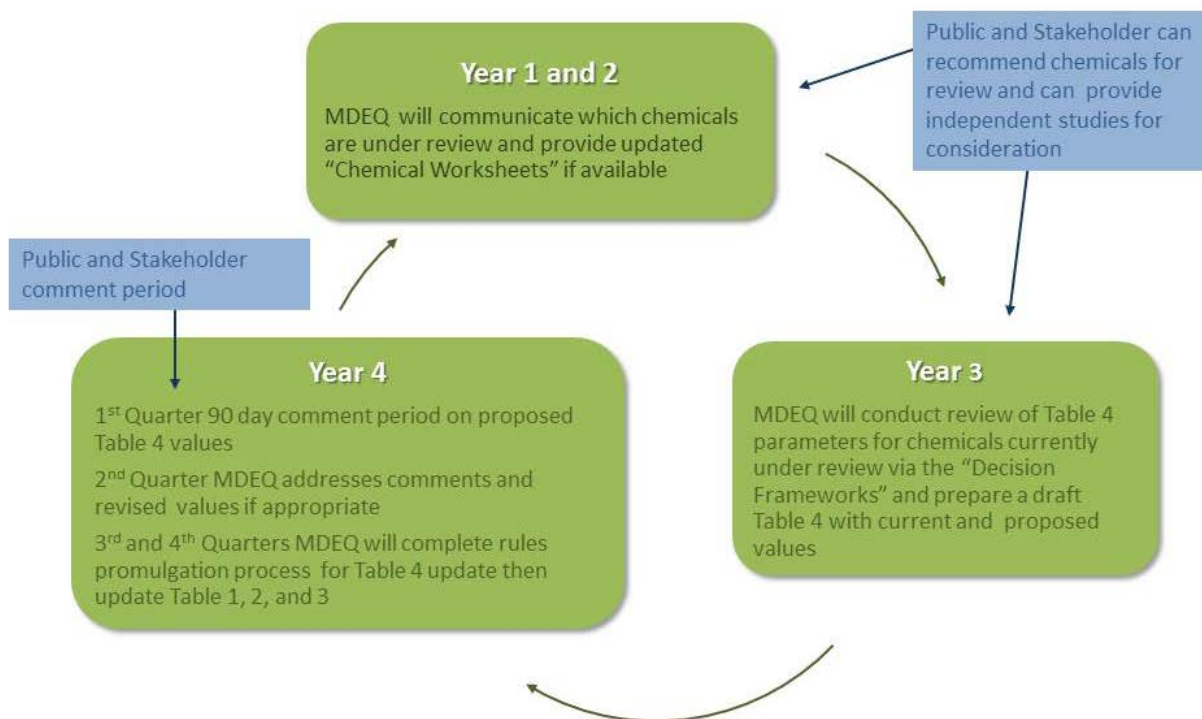 Year 1 and 2
MDEQ will communicate which chemicals
are under review and provide updated
“Chemical Worksheets” if available
Public and Stakeholder can
recommend chemicals for
review and can provide
independent studies for
consideration
Public and Stakeholder
comment period
Year 4
1st Quarter 90 day comment period on proposed
Table 4 values
2nd Quarter MDEQ addresses comments and
revised values if appropriate
3rd and 4th Quarters MDEQ will complete rules
promulgation process for Table 4 update then
update Table 1, 2, and 3
Year 3
MDEQ will conduct review of Table 4
parameters for chemicals currently
under review via the “Decision
Frameworks” and prepare a draft
Table 4 with current and proposed
values